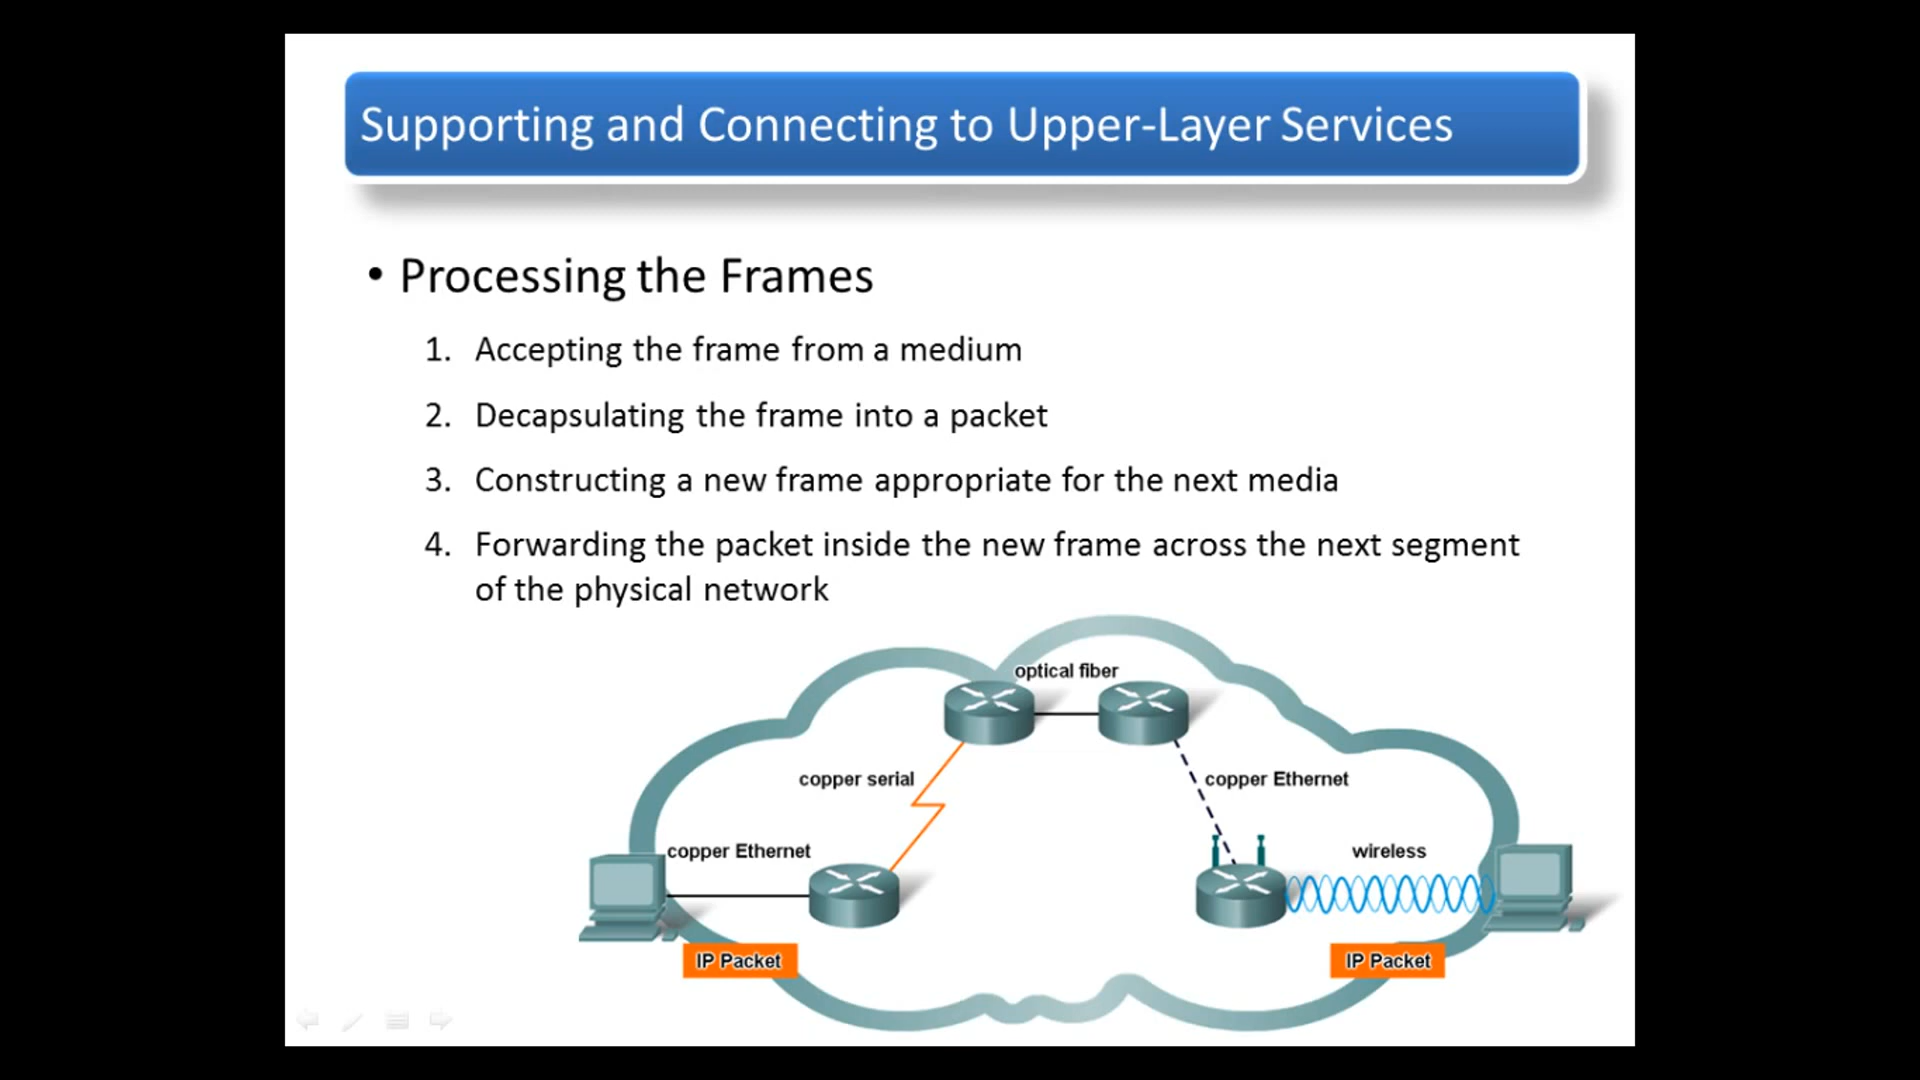 Supporting and Connecting to Upper-Layer Services
• Processing the Frames
1. Accepting the frame from a medium
2. Decapsulating the frame into a packet
3. Constructing a new frame appropriate for the next media
4. Forwarding the packet inside the new frame across the next segment
of the physical network
optical fiber
copper serial
copper Ethernet
copper Ethernet
wireless
IP Packet
IP Packet